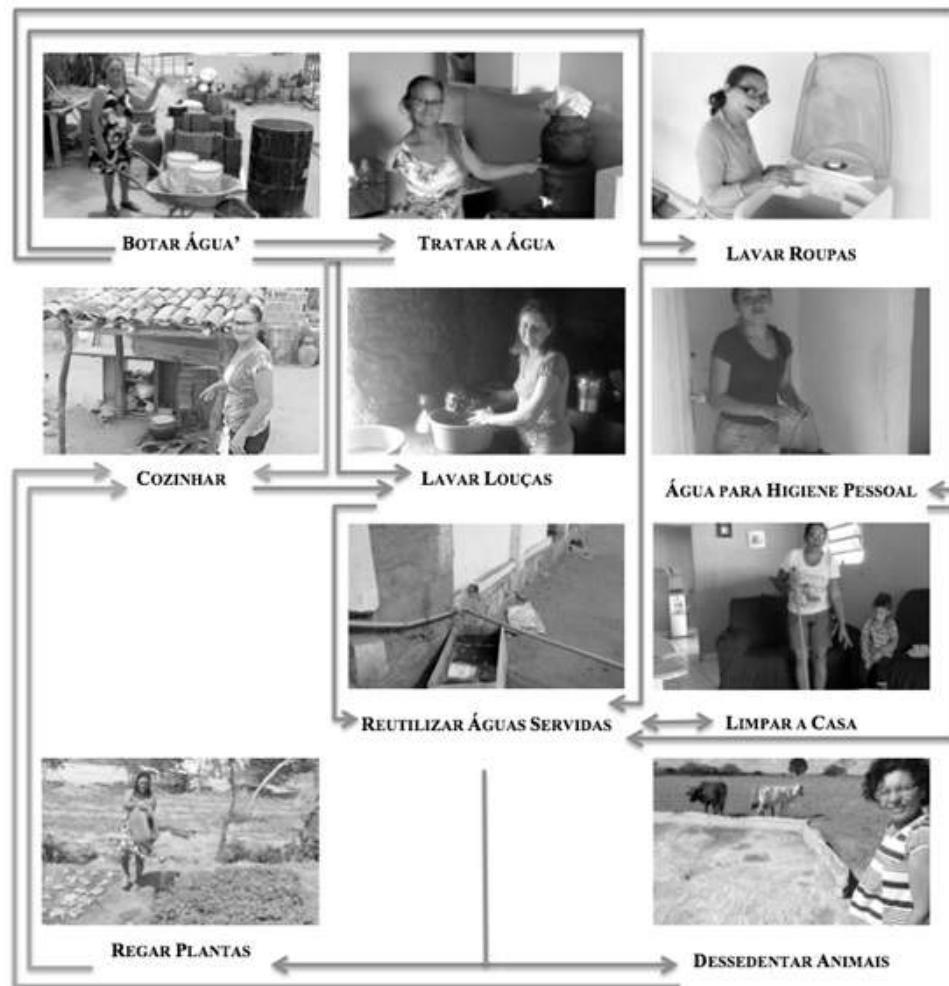 BOTAR ÁGUA’
TRATAR A ÁGUA
LAVAR ROUPAS
COZINHAR
LAVAR LOUÇAS
ÁGUA PARA HIGIENE PESSOAL
REUTILIZAR ÁGUAS SERVIDAS
LIMPAR A CASA
REGAR PLANTAS
DESSEDENTAR ANIMAIS